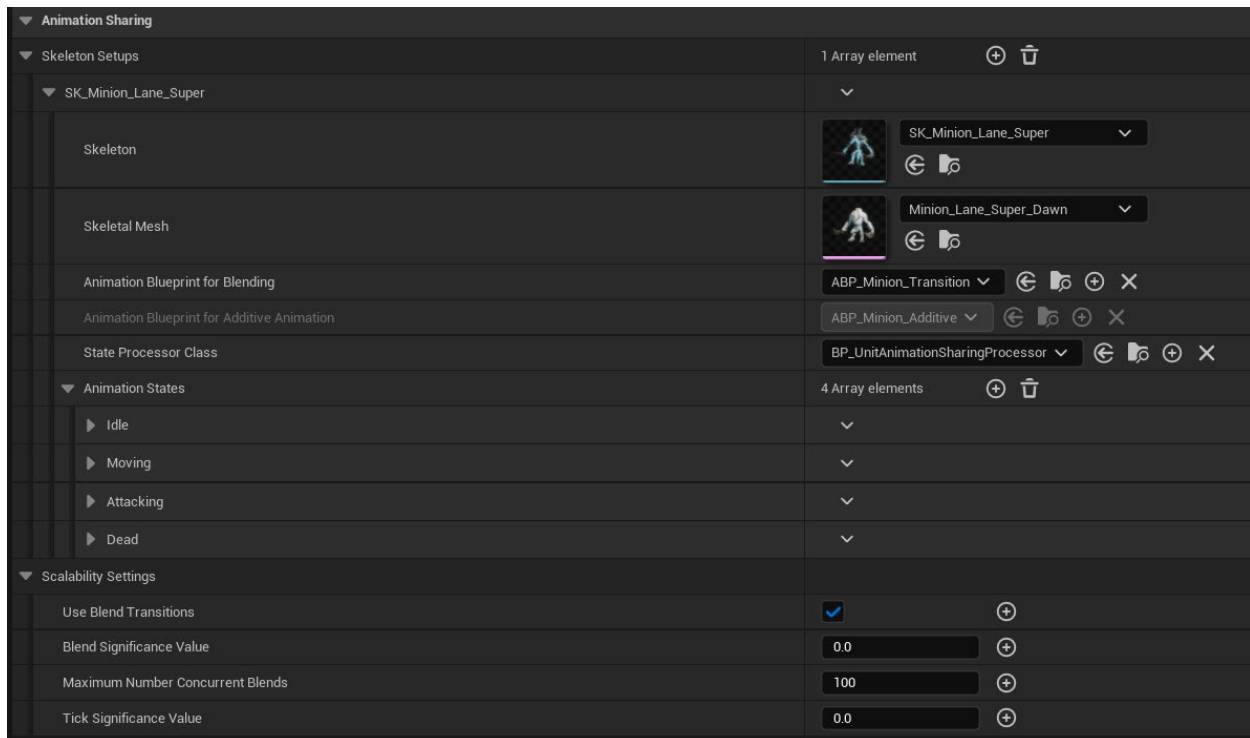 Animation Sharing
Skeleton Setups 1 Array element
SK_Minion_Lane_Super
Skeleton SK_Minion_Lane_Super
Skeletal Mesh Minion_Lane_Super_Dawn
Animation Blueprint for Blending ABP_Minion_Transition
Animation Blueprint for Additive Animation ABP_Minion_Additive
State Processor Class BP_UnitAnimationSharingProcessor
Animation States 4 Array elements
Idle
Moving
Attacking
Dead
Scalability Settings
Use Blend Transitions
Blend Significance Value 0.0
Maximum Number Concurrent Blends 100
Tick Significance Value 0.0